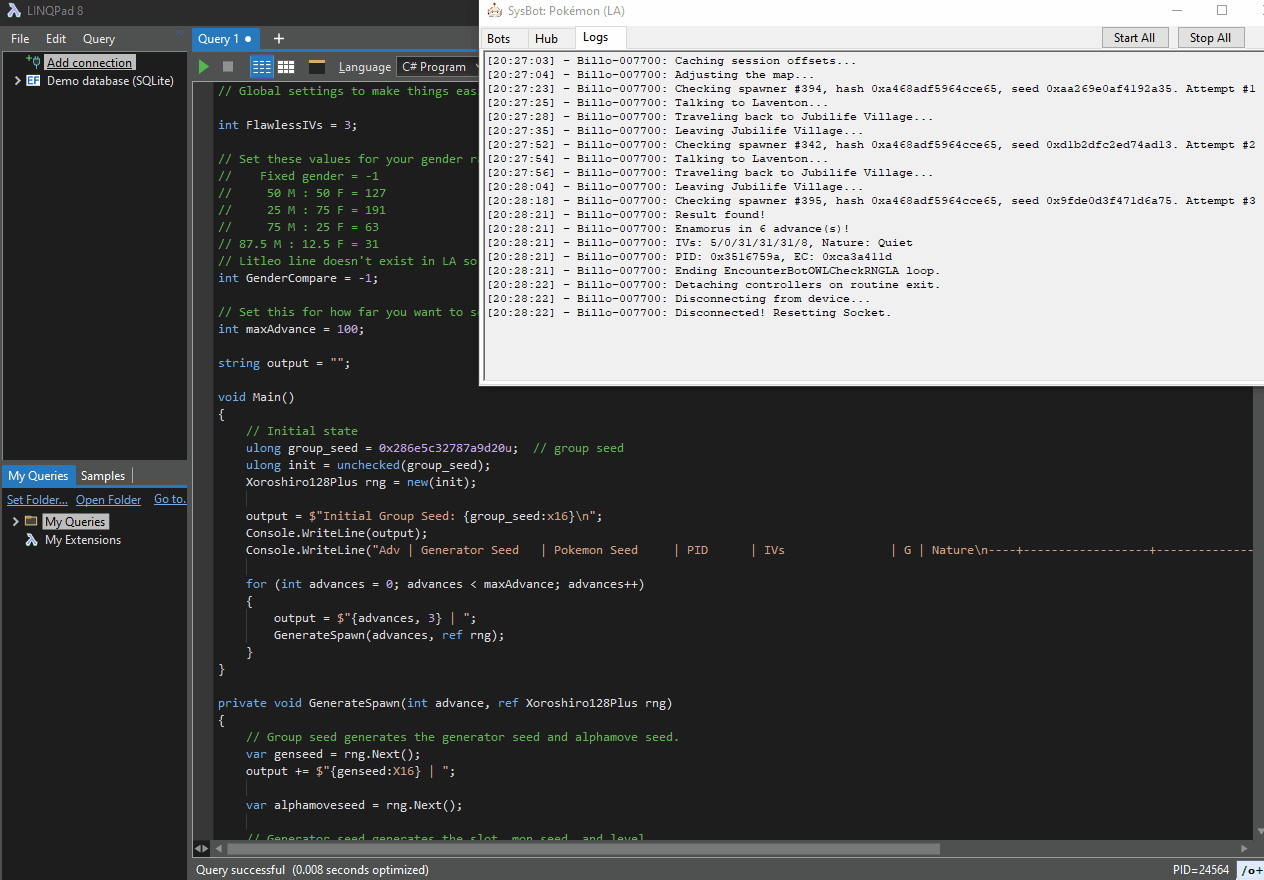 LINQPad 8
File Edit Query
Add connection
EF Demo database (SQLite)
My Queries Samples
Set Folder... Open Folder Go to.
My Queries
My Extensions
Query 1
Language C# Program
// Global settings to make things eas
int FlawlessIVs = 3;
// Set these values for your gender r
// Fixed gender = -1
// 50 M : 50 F = 127
// 25 M : 75 F = 191
// 75 M : 25 F = 63
// 87.5 M : 12.5 F = 31
// Litleo line doesn't exist in LA so
int GenderCompare = -1;
// Set this for how far you want to s
int maxAdvance = 100;
string output = "";
void Main()
{
// Initial state
ulong group_seed = 0x286e5c32787a9d20u; // group seed
ulong init = unchecked(group_seed);
Xoroshiro128Plus rng = new(init);
output = $"Initial Group Seed: {group_seed:x16}\n";
Console.WriteLine(output);
Console.WriteLine("Adv | Generator Seed | Pokemon Seed | PID | IVs | G | Nature\n----+------------------+--------------
for (int advances = 0; advances < maxAdvance; advances++)
{
output = $"{advances, 3} | ";
GenerateSpawn(advances, ref rng);
}
}
private void GenerateSpawn(int advance, ref Xoroshiro128Plus rng)
{
// Group seed generates the generator seed and alphamove seed.
var genseed = rng.Next();
output += $"{genseed:X16} | ";
var alphamoveseed = rng.Next();
// Generator seed generates the slot, mon seed, and level
Query successful (0.008 seconds optimized)
PID=24564 /o+
SysBot: Pokémon (LA)
Bots Hub Logs
Start All Stop All
[20:27:03] - Billo-007700: Caching session offsets...
[20:27:04] - Billo-007700: Adjusting the map...
[20:27:23] - Billo-007700: Checking spawner #394, hash 0xa468adf5964cce65, seed 0xaa269e0af4192a35. Attempt #1
[20:27:25] - Billo-007700: Talking to Laventon...
[20:27:28] - Billo-007700: Traveling back to Jubilife Village...
[20:27:35] - Billo-007700: Leaving Jubilife Village...
[20:27:52] - Billo-007700: Checking spawner #342, hash 0xa468adf5964cce65, seed 0xd1b2dfc2ed74ad13. Attempt #2
[20:27:54] - Billo-007700: Talking to Laventon...
[20:27:56] - Billo-007700: Traveling back to Jubilife Village...
[20:28:04] - Billo-007700: Leaving Jubilife Village...
[20:28:18] - Billo-007700: Checking spawner #395, hash 0xa468adf5964cce65, seed 0x9fde0d3f471d6a75. Attempt #3
[20:28:21] - Billo-007700: Result found!
[20:28:21] - Billo-007700: Enamorus in 6 advance(s)!
[20:28:21] - Billo-007700: IVs: 5/0/31/31/31/8, Nature: Quiet
[20:28:21] - Billo-007700: PID: 0x3516759a, EC: 0xca3a411d
[20:28:21] - Billo-007700: Ending EncounterBotOWLCheckRNGLA loop.
[20:28:22] - Billo-007700: Detaching controllers on routine exit.
[20:28:22] - Billo-007700: Disconnecting from device...
[20:28:22] - Billo-007700: Disconnected! Resetting Socket.